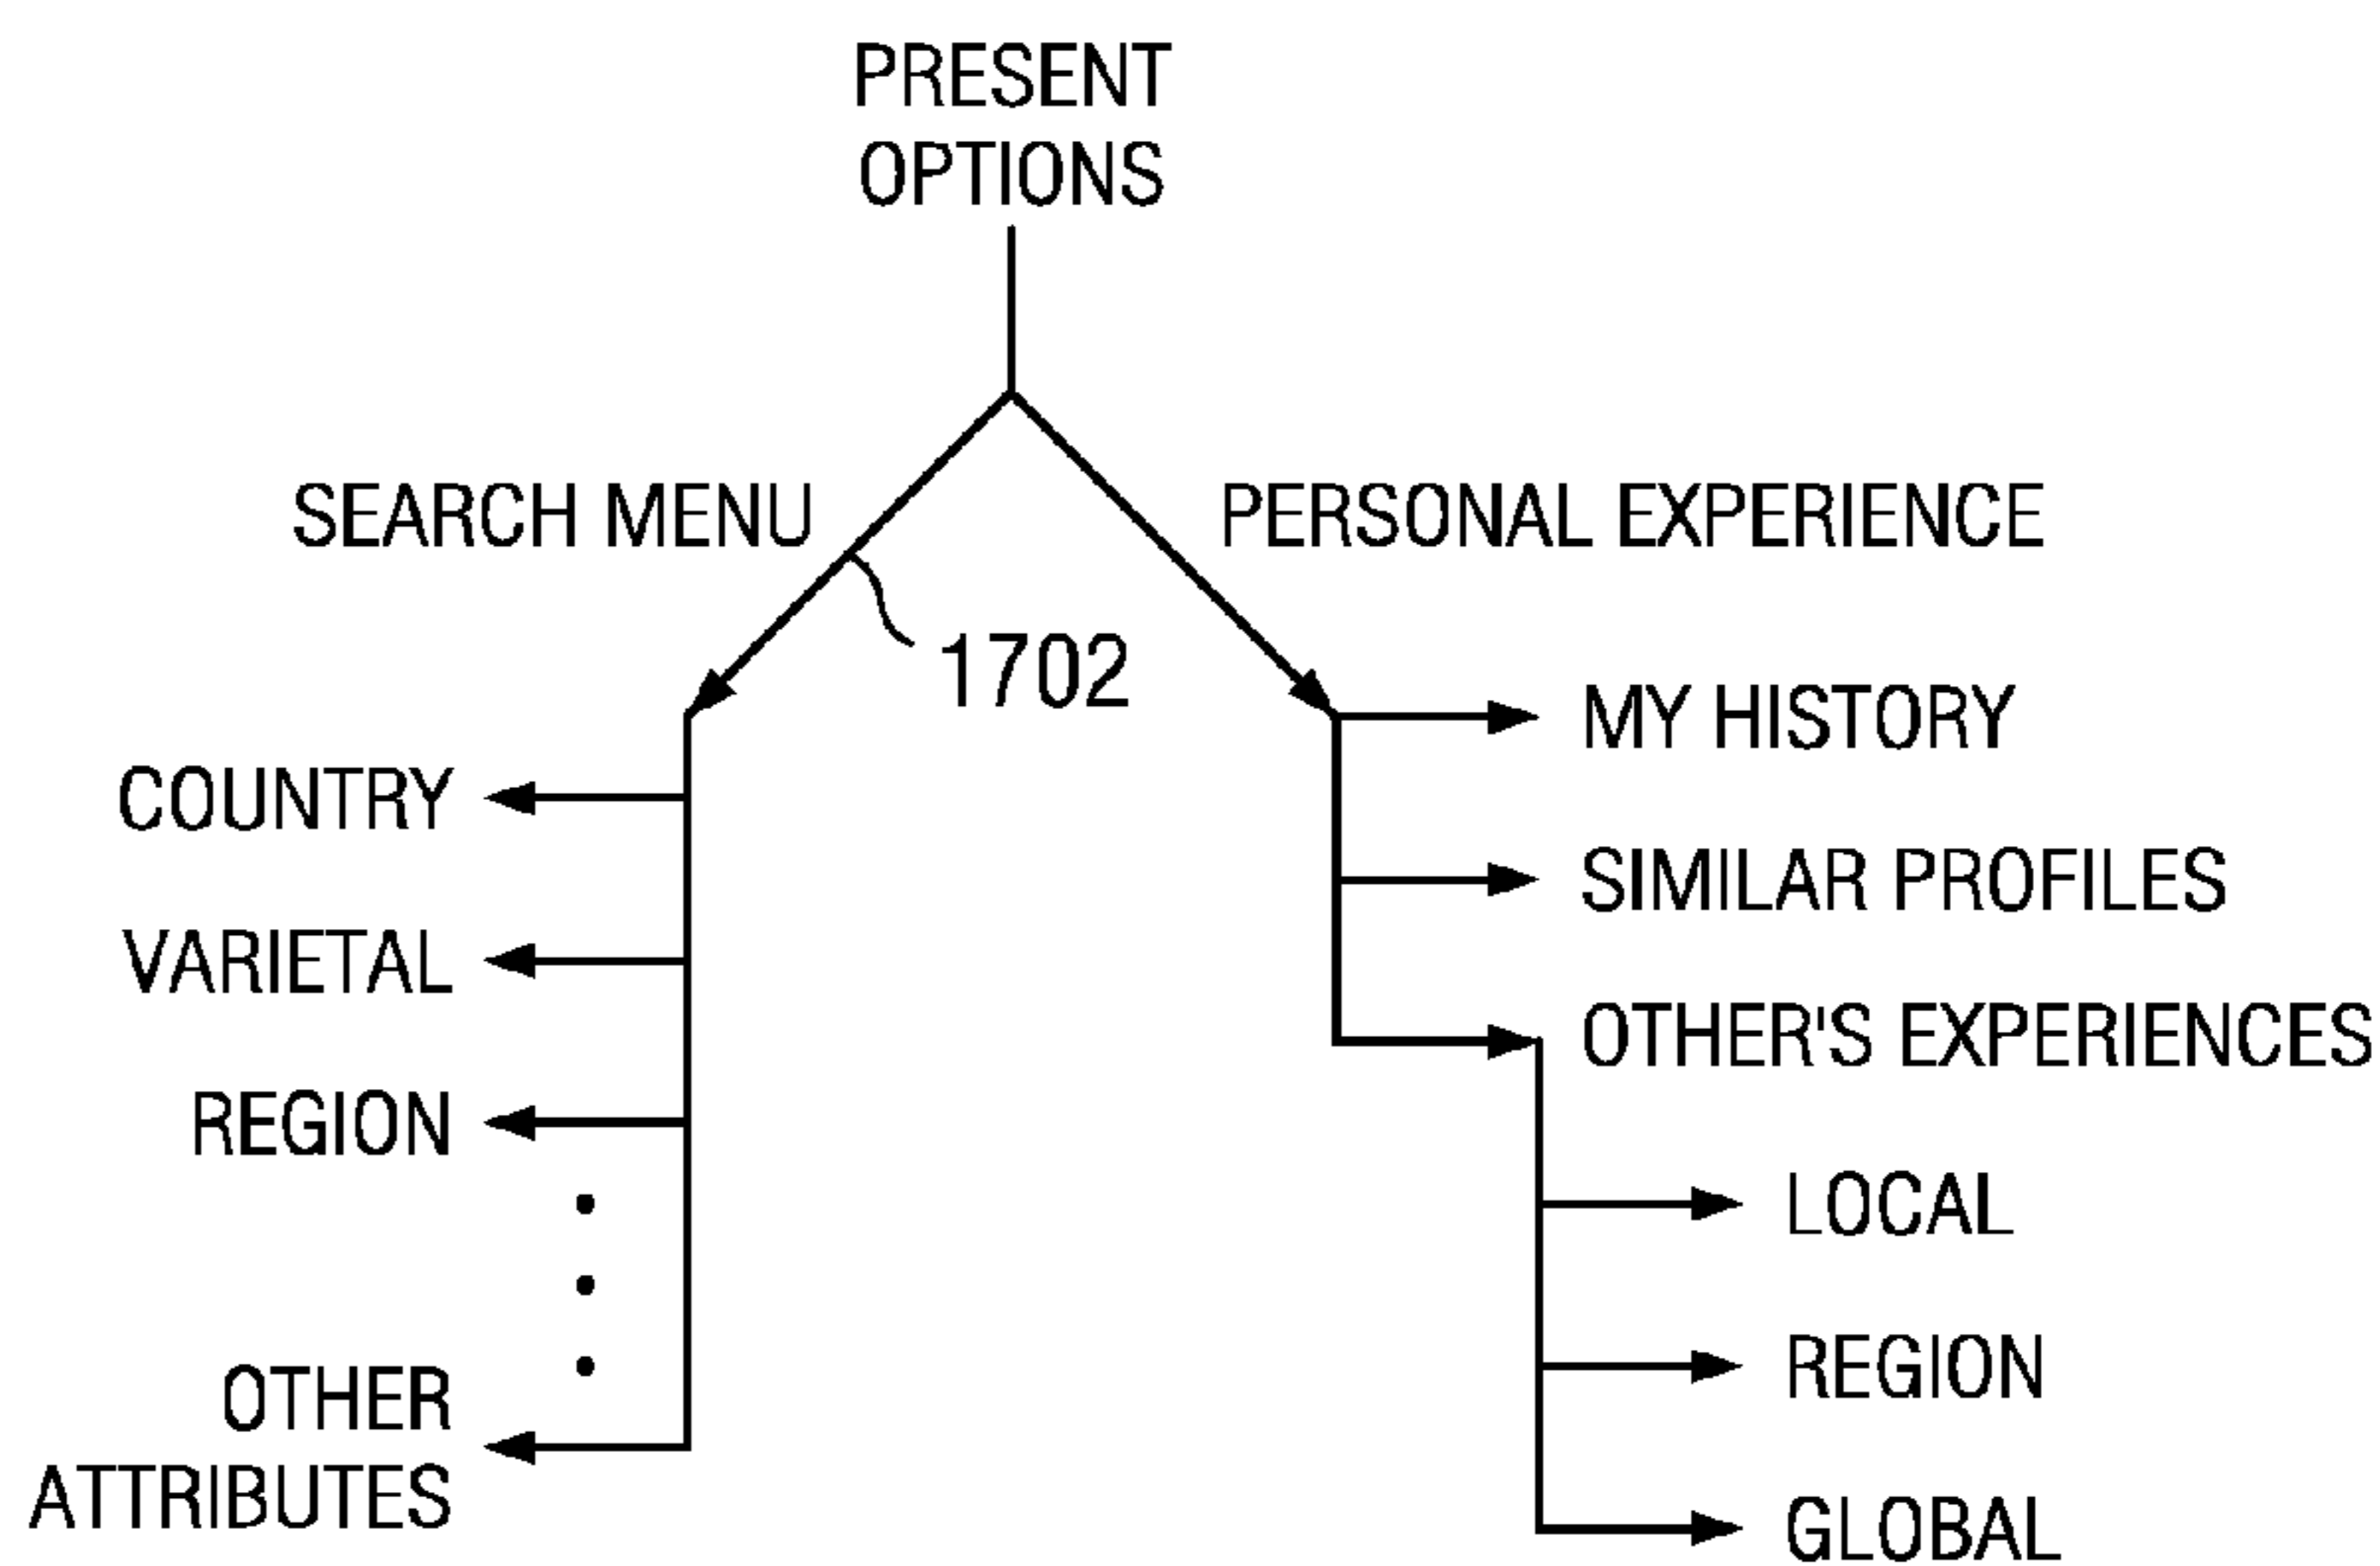 PRESENT
OPTIONS
SEARCH MENU
PERSONAL EXPERIENCE
1702
COUNTRY
VARIETAL
REGION
OTHER
ATTRIBUTES
MY HISTORY
SIMILAR PROFILES
OTHER'S EXPERIENCES
LOCAL
REGION
GLOBAL